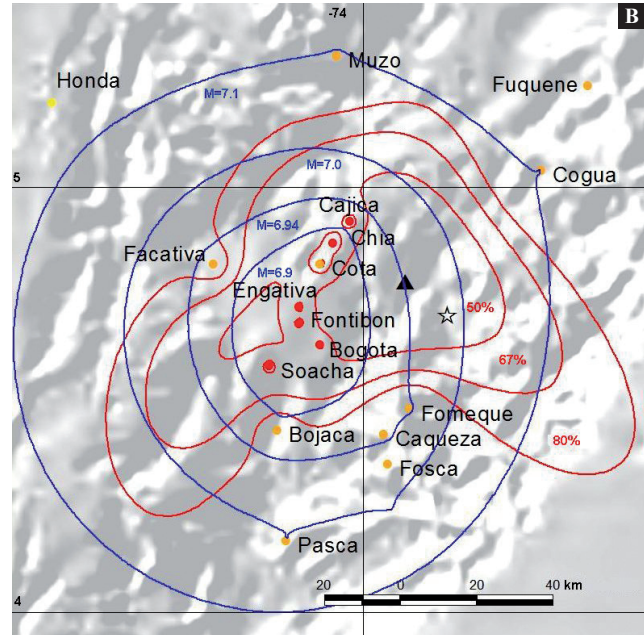 -74
B
Muzo
Honda
Fuquene
M=7.1
M=7.0
5
Cogua
Cajica
M=6.94
Chia
Facativa
Cota
M=6.9
Engativa
50%
Fontibon
Bogota
67%
Soacha
Fomeque
Bojaca
Caqueza
80%
Fosca
Pasca
20 0 20 40 km
4